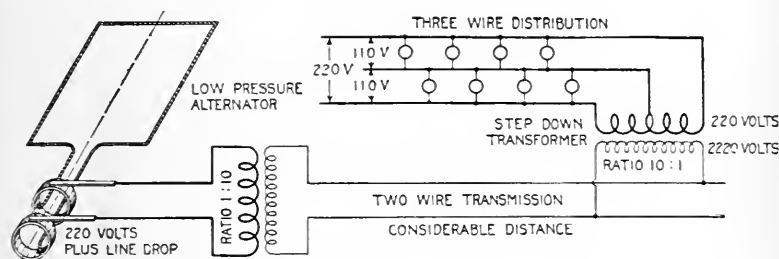 THREE WIRE DISTRIBUTION
110 V
220 V
110 V
LOW PRESSURE
ALTERNATOR
STEP DOWN
TRANSFORMER
220 VOLTS
2220 VOLTS
RATIO 10:1
RATIO 1:10
TWO WIRE TRANSMISSION
CONSIDERABLE DISTANCE
220 VOLTS
PLUS LINE DROP